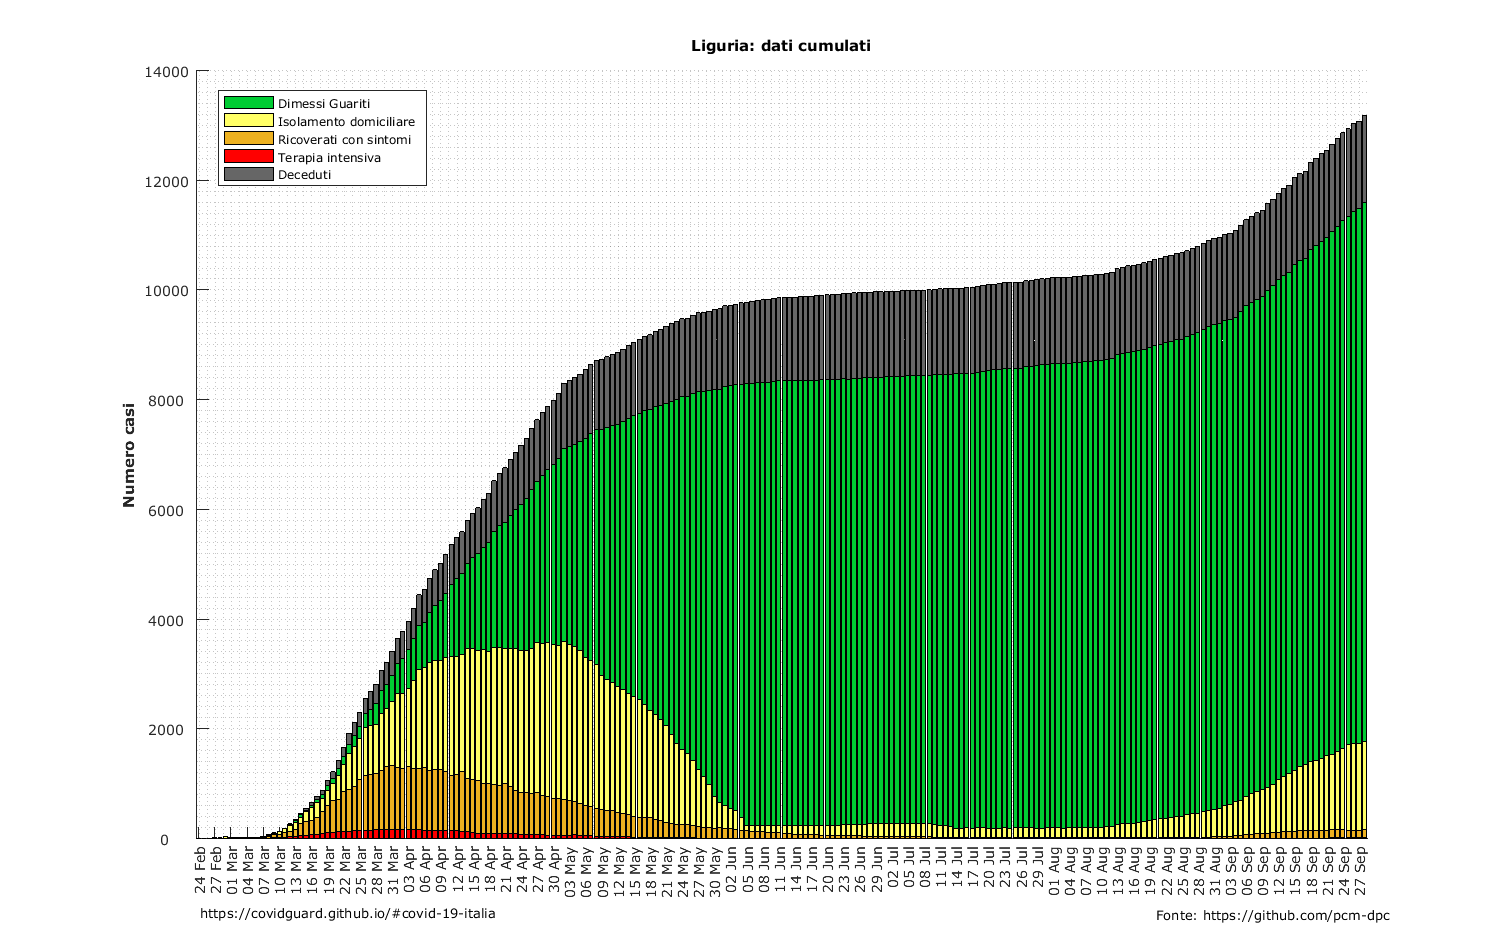 Liguria: dati cumulati
14000
12000
10000
8000
6000
4000
2000
0
Numero casi
Dimessi Guariti
Isolamento domiciliare
Ricoverati con sintomi
Terapia intensiva
Deceduti
24 Feb
27 Feb
01 Mar
04 Mar
07 Mar
10 Mar
13 Mar
16 Mar
19 Mar
22 Mar
25 Mar
28 Mar
31 Mar
03 Apr
06 Apr
09 Apr
12 Apr
15 Apr
18 Apr
21 Apr
24 Apr
27 Apr
30 Apr
03 May
06 May
09 May
12 May
15 May
18 May
21 May
24 May
27 May
30 May
02 Jun
05 Jun
08 Jun
11 Jun
14 Jun
17 Jun
20 Jun
23 Jun
26 Jun
29 Jun
02 Jul
05 Jul
08 Jul
11 Jul
14 Jul
17 Jul
20 Jul
23 Jul
26 Jul
29 Jul
01 Aug
04 Aug
07 Aug
10 Aug
13 Aug
16 Aug
19 Aug
22 Aug
25 Aug
28 Aug
31 Aug
03 Sep
06 Sep
09 Sep
12 Sep
15 Sep
18 Sep
21 Sep
24 Sep
27 Sep
https://covidguard.github.io/#covid-19-italia
Fonte: https://github.com/pcm-dpc